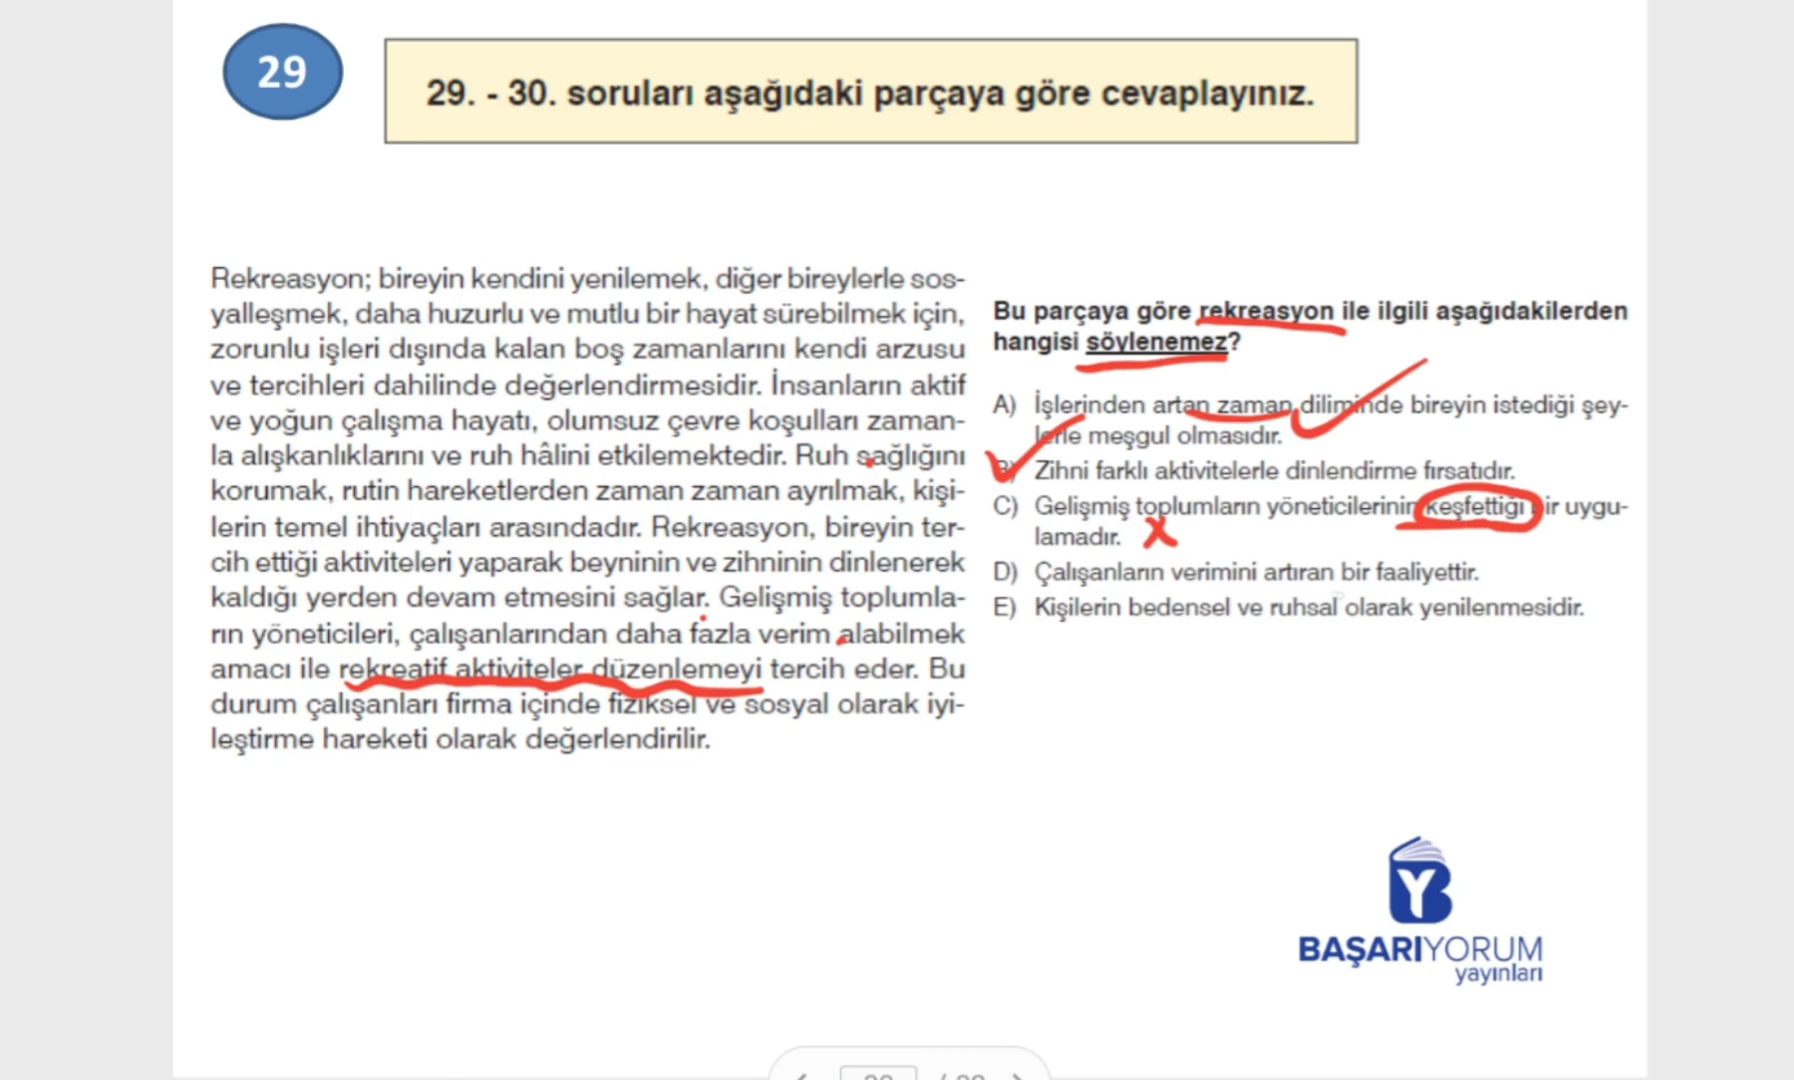 29
29. - 30. soruları aşağıdaki parçaya göre cevaplayınız.
Rekreasyon; bireyin kendini yenilemek, diğer bireylerle sos-
yalleşmek, daha huzurlu ve mutlu bir hayat sürebilmek için,
zorunlu işleri dışında kalan boş zamanlarını kendi arzusu
ve tercihleri dahilinde değerlendirmesidir. İnsanların aktif
ve yoğun çalışma hayatı, olumsuz çevre koşulları zaman-
la alışkanlıklarını ve ruh hâlini etkilemektedir. Ruh sağlığını
korumak, rutin hareketlerden zaman zaman ayrılmak, kişi-
lerin temel ihtiyaçları arasındadır. Rekreasyon, bireyin ter-
cih ettiği aktiviteleri yaparak beyninin ve zihninin dinlenerek
kaldığı yerden devam etmesini sağlar. Gelişmiş toplumla-
rın yöneticileri, çalışanlarından daha fazla verim alabilmek
amacı ile rekreatif aktiviteler düzenlemeyi tercih eder. Bu
durum çalışanları firma içinde fiziksel ve sosyal olarak iyi-
leştirme hareketi olarak değerlendirilir.
Bu parçaya göre rekreasyon ile ilgili aşağıdakilerden
hangisi söylenemez?
A) İşlerinden artan zaman diliminde bireyin istediği şey-
lerle meşgul olmasıdır.
B) Zihni farklı aktivitelerle dinlendirme fırsatıdır.
C) Gelişmiş toplumların yöneticilerinin keşfettiği bir uygu-
lamadır.
D) Çalışanların verimini artıran bir faaliyettir.
E) Kişilerin bedensel ve ruhsal olarak yenilenmesidir.
BAŞARIYORUM
yayınları